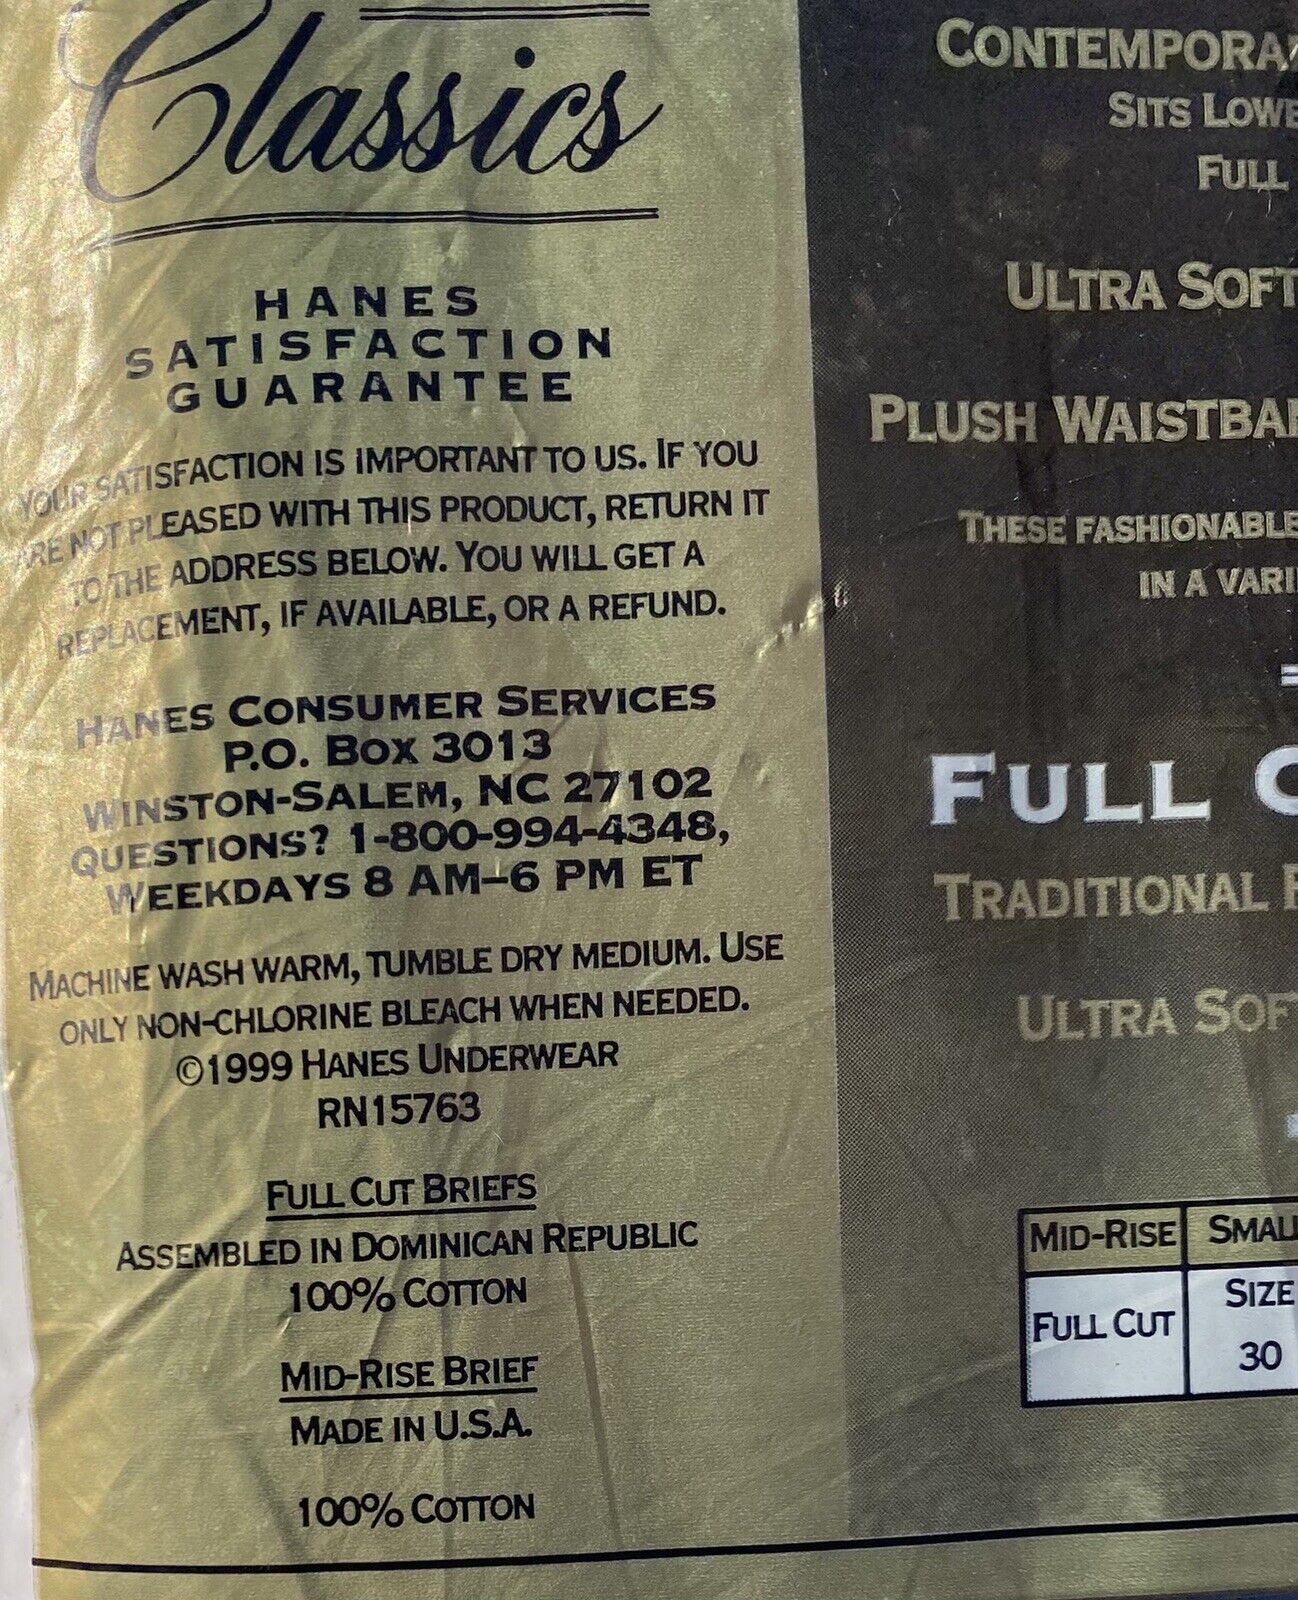 Classics
HANES
SATISFACTION
GUARANTEE
YOUR SATISFACTION IS IMPORTANT TO US. IF YOU
ARE NOT PLEASED WITH THIS PRODUCT, RETURN IT
TO THE ADDRESS BELOW. YOU WILL GET A
REPLACEMENT, IF AVAILABLE, OR A REFUND.
HANES CONSUMER SERVICES
P.O. BOX 3013
WINSTON-SALEM, NC 27102
QUESTIONS? 1-800-994-4348,
WEEKDAYS 8 AM–6 PM ET
MACHINE WASH WARM, TUMBLE DRY MEDIUM. USE
ONLY NON-CHLORINE BLEACH WHEN NEEDED.
©1999 HANES UNDERWEAR
RN15763
FULL CUT BRIEFS
ASSEMBLED IN DOMINICAN REPUBLIC
100% COTTON
MID-RISE BRIEF
MADE IN U.S.A.
100% COTTON
CONTEMPORA
SITS LOWE
FULL
ULTRA SOFT
PLUSH WAISTBA
THESE FASHIONABLE
IN A VARI
FULL C
TRADITIONAL F
ULTRA SOF
MID-RISE SMALL
FULL CUT SIZE
30